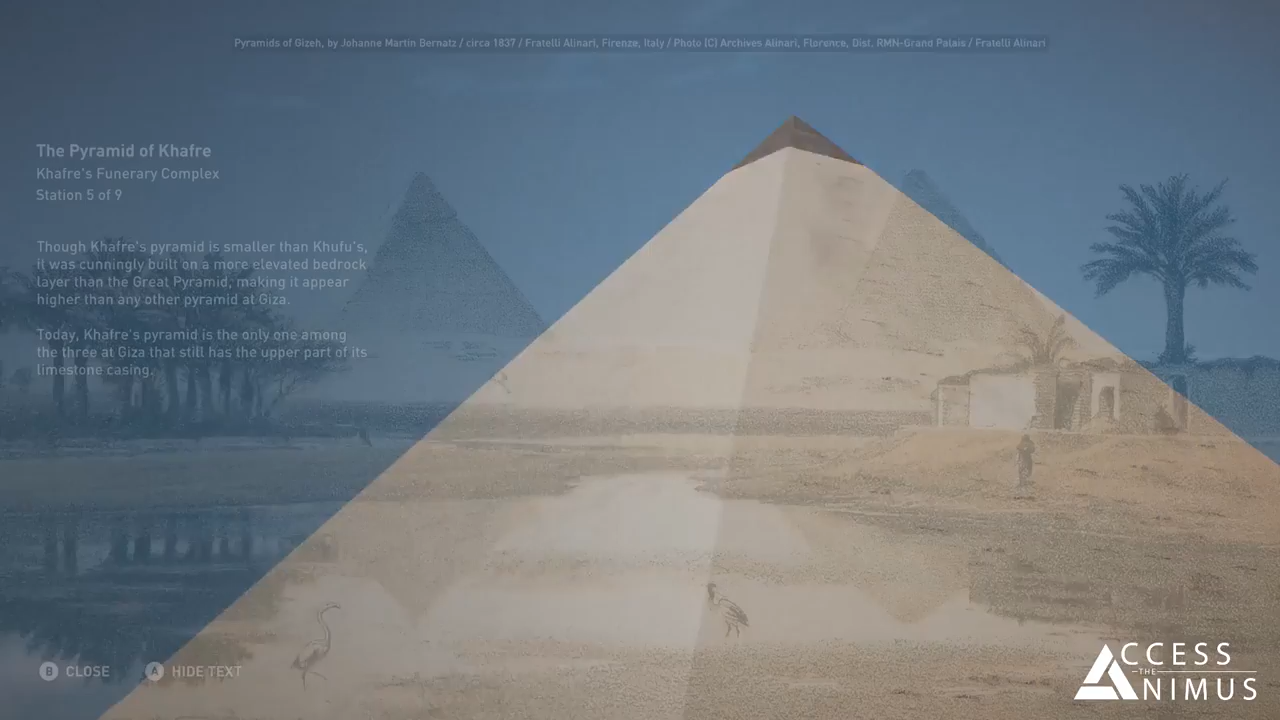 Pyramids of Gizeh, by Johanne Martin Bernatz / circa 1837 / Fratelli Alinari, Firenze, Italy / Photo (C) Archives Alinari, Florence, Dist. RMN-Grand Palais / Fratelli Alinari
The Pyramid of Khafre
Khafre's Funerary Complex
Station 5 of 9
Though Khafre's pyramid is smaller than Khufu's,
it was cunningly built on a more elevated bedrock
layer than the Great Pyramid, making it appear
higher than any other pyramid at Giza.
Today, Khafre's pyramid is the only one among
the three at Giza that still has the upper part of its
limestone casing.
B CLOSE A HIDE TEXT
ACCESS
THE
ANIMUS